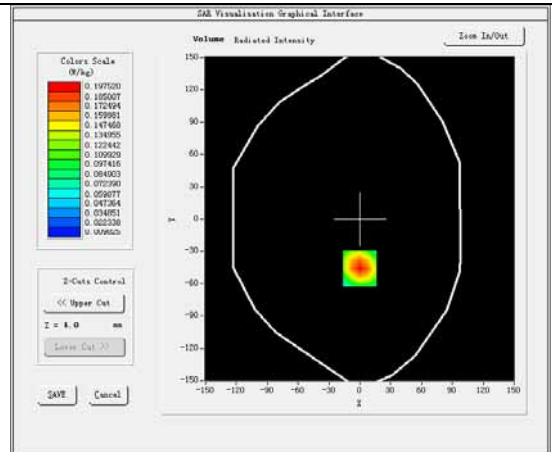 SAR Visualisation Graphical Interface
Volume Radiated Intensity
Zoom In/Out
Colors Scale
(W/kg)
0.197520
0.185007
0.172494
0.159981
0.147468
0.134955
0.122442
0.109929
0.097416
0.084903
0.072390
0.059877
0.047364
0.034851
0.022338
0.009825
Z-Cuts Control
<< Upper Cut
Z = 4.0 mm
Lower Cut >>
SAVE Cancel
150
120
90
60
30
0
-30
-60
-90
-120
-150
Y
-150 -120 -90 -60 -30 0 30 60 90 120 150
X